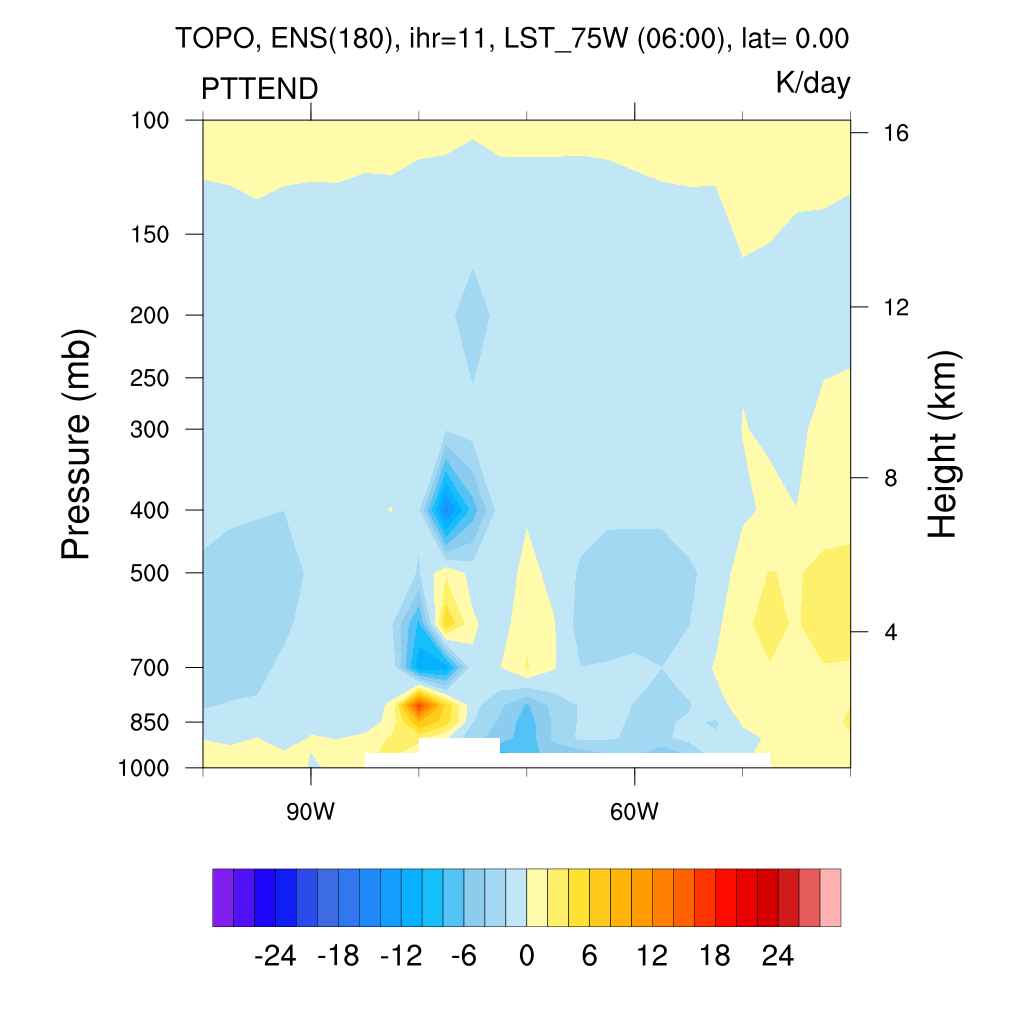 TOPO, ENS(180), ihr=11, LST_75W (06:00), lat= 0.00
PTTEND K/day
100
150
200
250
300
400
500
700
850
1000
Pressure (mb)
16
12
8
4
Height (km)
90W 60W
-24 -18 -12 -6 0 6 12 18 24